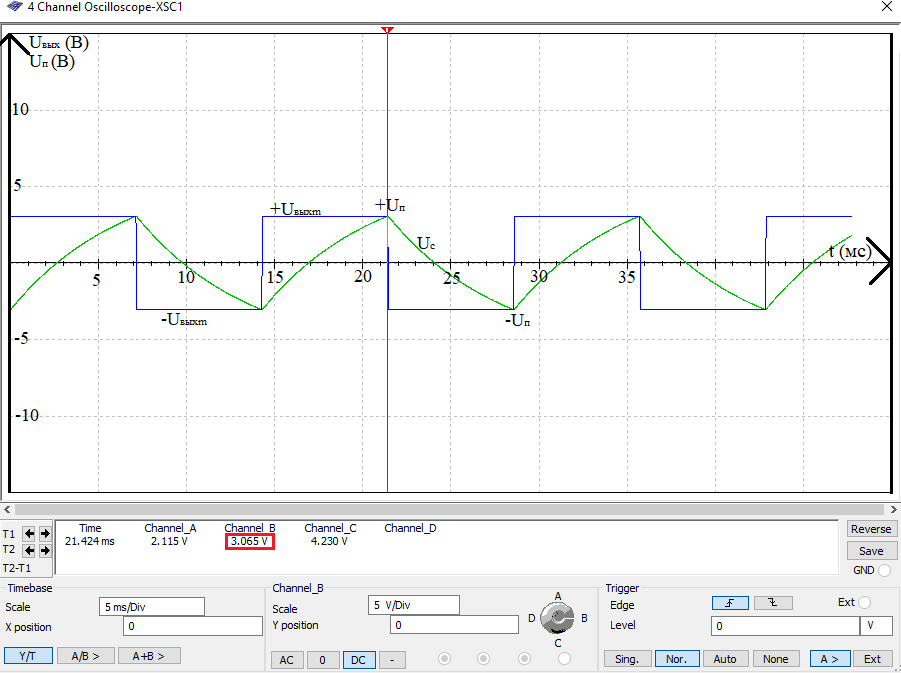 4 Channel Oscilloscope-XSC1
Uвых (В)
Uп (В)
10
5
+Uвыхm
+Uп
Uc
t (мс)
5 10 15 20 25 30 35
-Uвыхm
-Uп
-5
-10
Time Channel_A Channel_B Channel_C Channel_D
T1 21.424 ms 2.115 V 3.065 V 4.230 V
T2
T2-T1
Reverse
Save
GND
Timebase
Scale 5 ms/Div
X position 0
Y/T A/B > A+B >
Channel_B
Scale 5 V/Div
Y position 0
A
D B
C
AC 0 DC -
Trigger
Edge Ext
Level 0 V
Sing. Nor. Auto None A > Ext